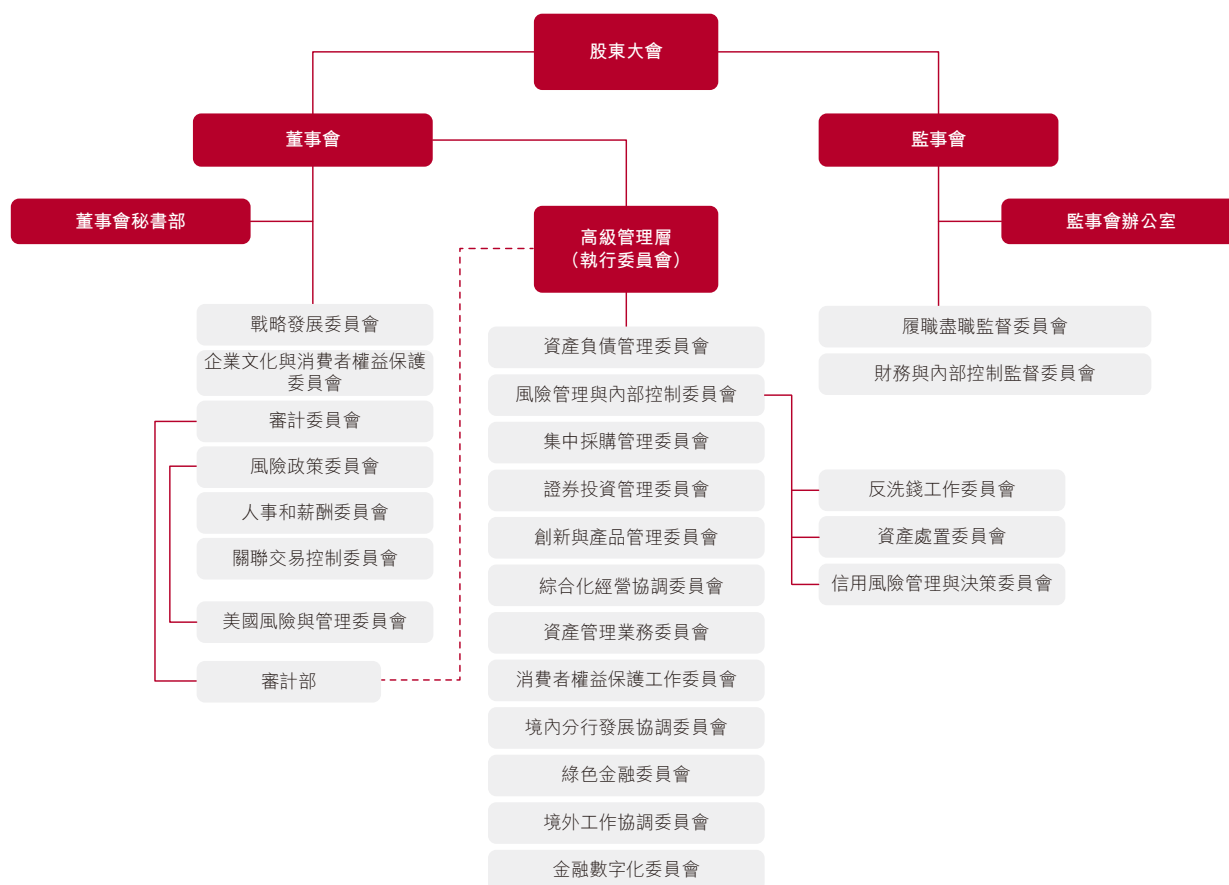 股東大會
董事會
監事會
董事會秘書部
監事會辦公室
高級管理層
（執行委員會）
戰略發展委員會
企業文化與消費者權益保護
委員會
審計委員會
風險政策委員會
人事和薪酬委員會
關聯交易控制委員會
美國風險與管理委員會
審計部
資產負債管理委員會
風險管理與內部控制委員會
集中採購管理委員會
證券投資管理委員會
創新與產品管理委員會
綜合化經營協調委員會
資產管理業務委員會
消費者權益保護工作委員會
境內分行發展協調委員會
綠色金融委員會
境外工作協調委員會
金融數字化委員會
履職盡職監督委員會
財務與內部控制監督委員會
反洗錢工作委員會
資產處置委員會
信用風險管理與決策委員會